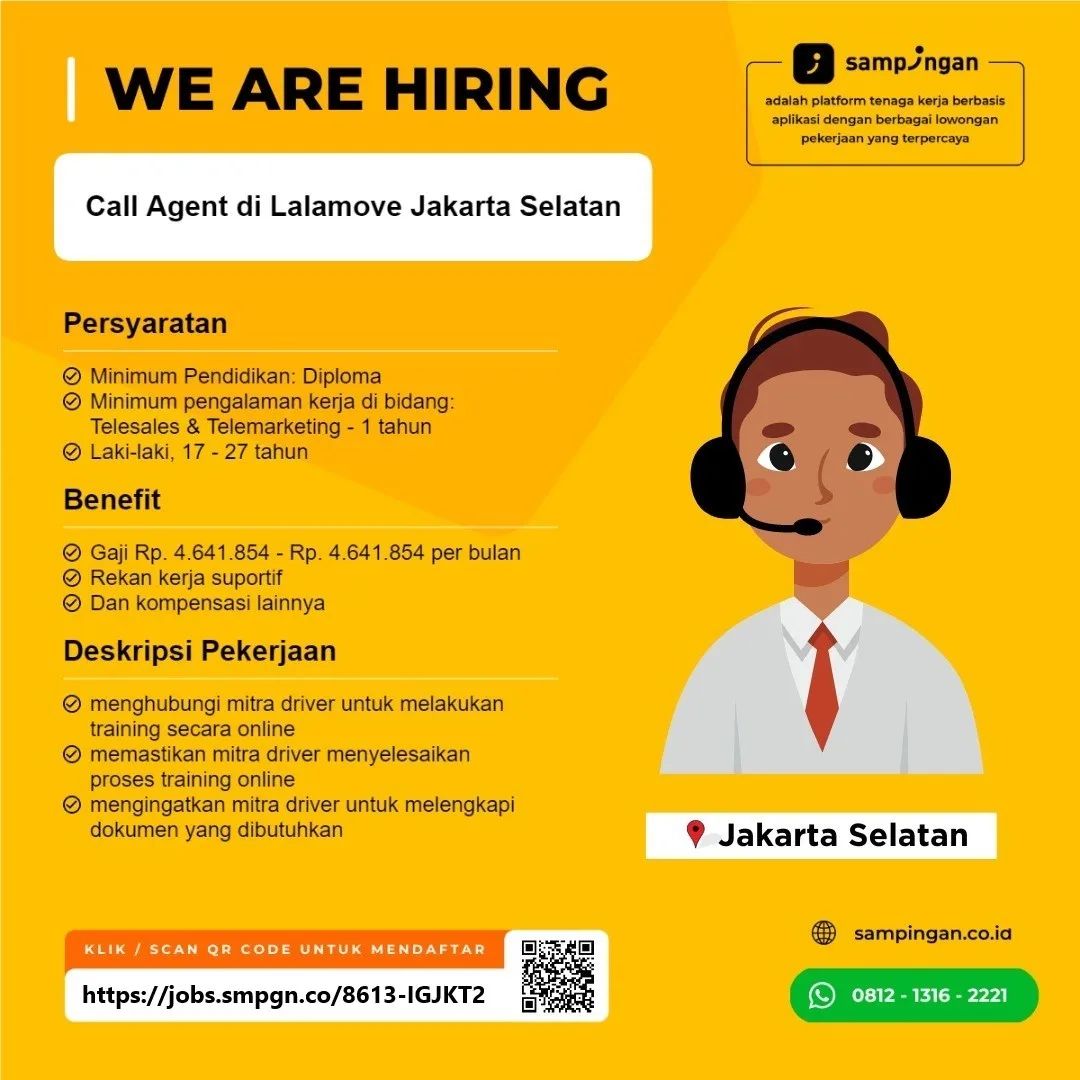 WE ARE HIRING
sampingan
adalah platform tenaga kerja berbasis
aplikasi dengan berbagai lowongan
pekerjaan yang terpercaya
Call Agent di Lalamove Jakarta Selatan
Persyaratan
Minimum Pendidikan: Diploma
Minimum pengalaman kerja di bidang:
Telesales & Telemarketing - 1 tahun
Laki-laki, 17 - 27 tahun
Benefit
Gaji Rp. 4.641.854 - Rp. 4.641.854 per bulan
Rekan kerja suportif
Dan kompensasi lainnya
Deskripsi Pekerjaan
menghubungi mitra driver untuk melakukan
training secara online
memastikan mitra driver menyelesaikan
proses training online
mengingatkan mitra driver untuk melengkapi
dokumen yang dibutuhkan
Jakarta Selatan
KLIK / SCAN QR CODE UNTUK MENDAFTAR
https://jobs.smpgn.co/8613-IGJKT2
sampingan.co.id
0812 - 1316 - 2221